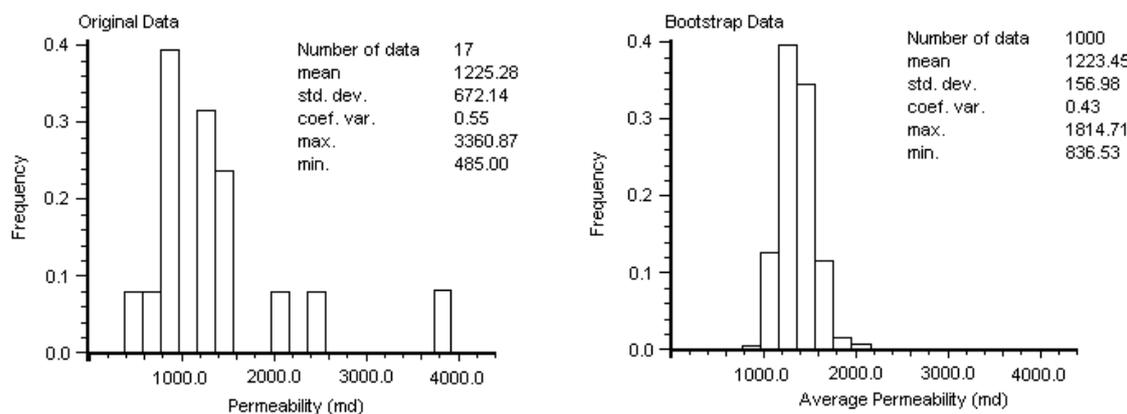 Original Data
Number of data 17
mean 1225.28
std. dev. 672.14
coef. var. 0.55
max. 3360.87
min. 485.00
0.4
0.3
0.2
0.1
0.0
Frequency
1000.0 2000.0 3000.0 4000.0
Permeability (md)
Bootstrap Data
Number of data 1000
mean 1223.45
std. dev. 156.98
coef. var. 0.43
max. 1814.71
min. 836.53
0.4
0.3
0.2
0.1
0.0
Frequency
1000.0 2000.0 3000.0 4000.0
Average Permeability (md)